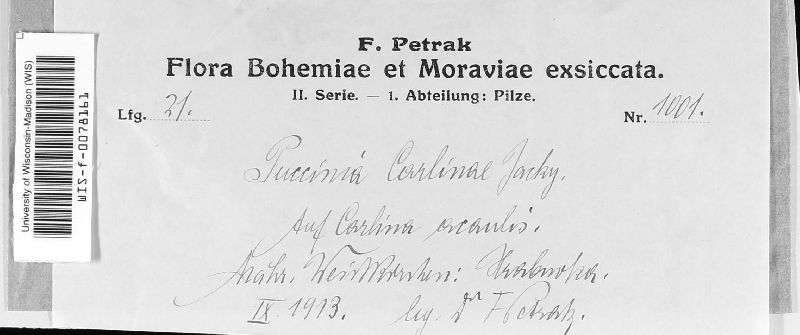 F. Petrak
Flora Bohemiae et Moraviae exsiccata.
II. Serie. — 1. Abteilung: Pilze.
Lfg. 21. Nr. 1001.
Puccinia Carlinae Jacky.
Auf Carlina acaulis.
Mähr. Weisskirchen: Hrabuvka.
IX. 1913. leg. Dr F Petrak.
University of Wisconsin-Madison (WIS)
WIS-f-0078161